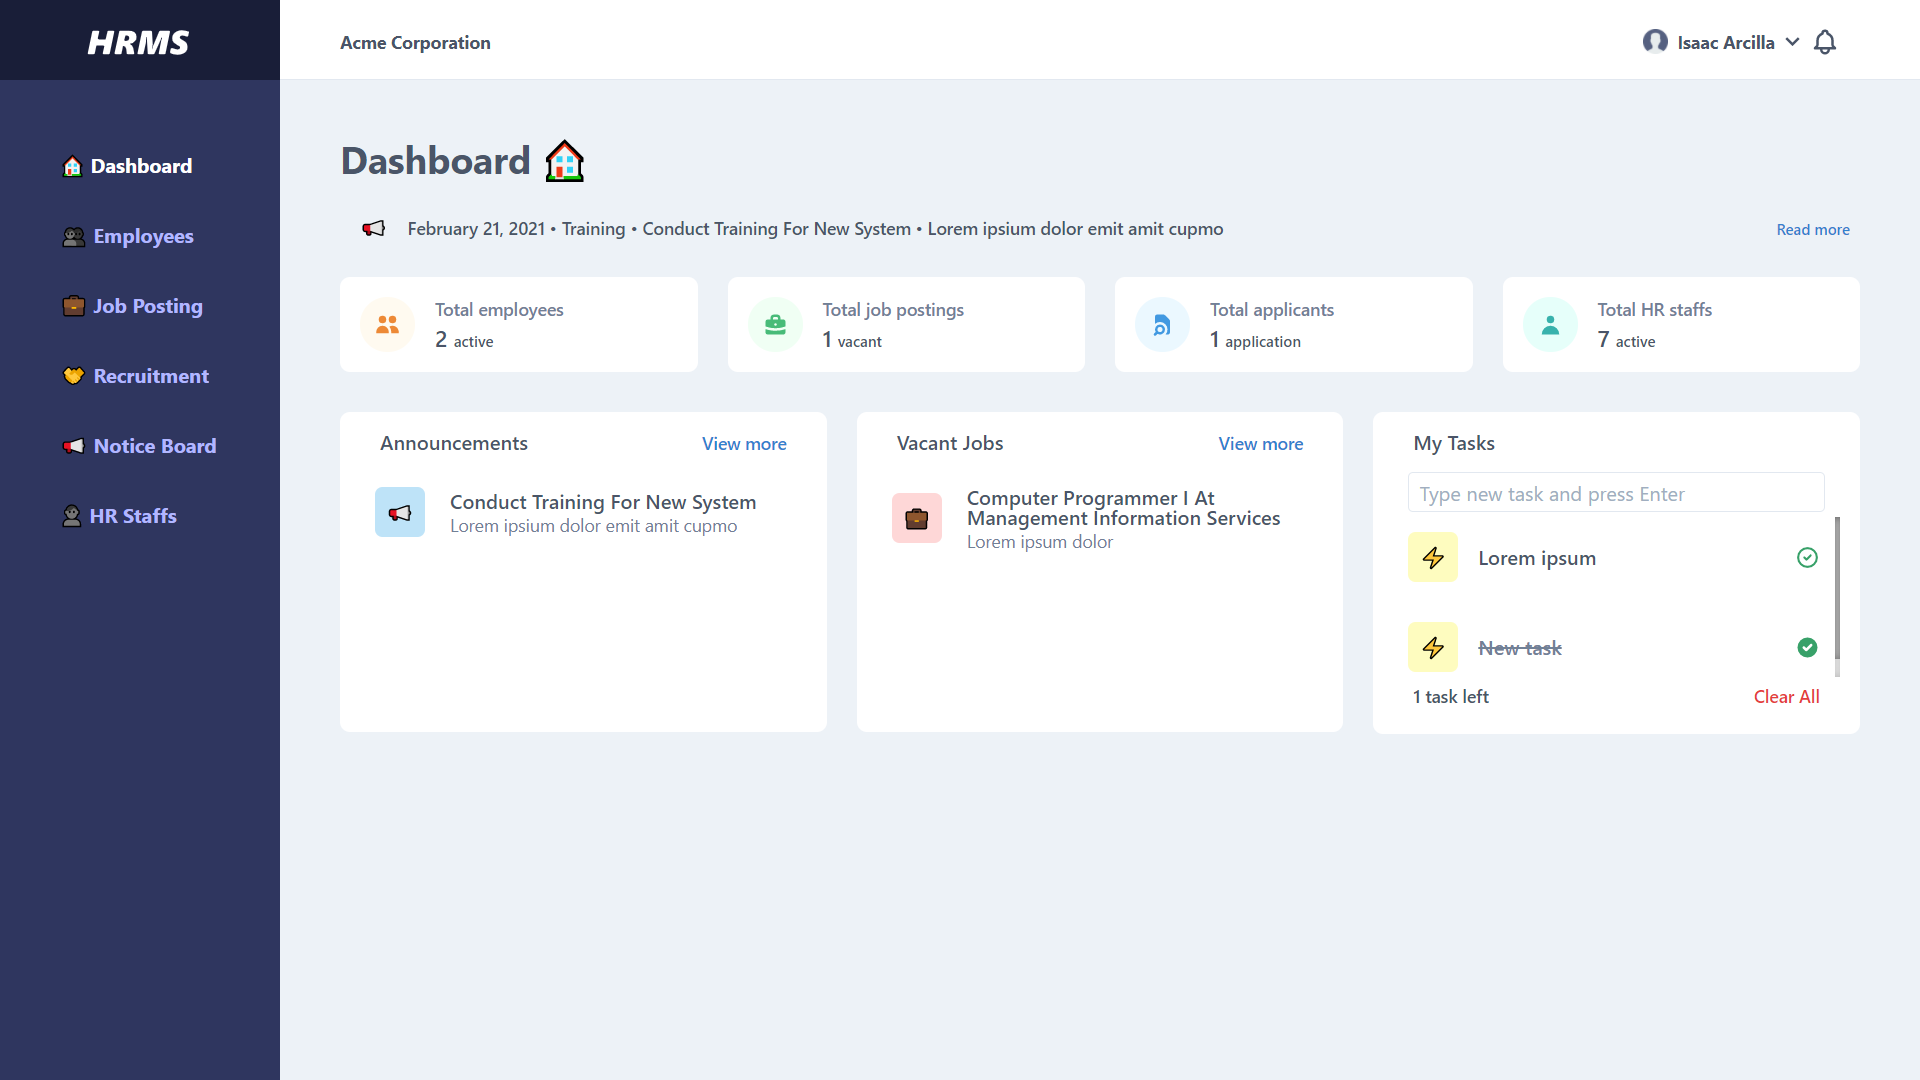 HRMS
Acme Corporation
Isaac Arcilla
Dashboard
Employees
Job Posting
Recruitment
Notice Board
HR Staffs
Dashboard
February 21, 2021 • Training • Conduct Training For New System • Lorem ipsium dolor emit amit cupmo
Read more
Total employees
2 active
Total job postings
1 vacant
Total applicants
1 application
Total HR staffs
7 active
Announcements
View more
Conduct Training For New System
Lorem ipsium dolor emit amit cupmo
Vacant Jobs
View more
Computer Programmer I At
Management Information Services
Lorem ipsum dolor
My Tasks
Type new task and press Enter
Lorem ipsum
New task
1 task left
Clear All